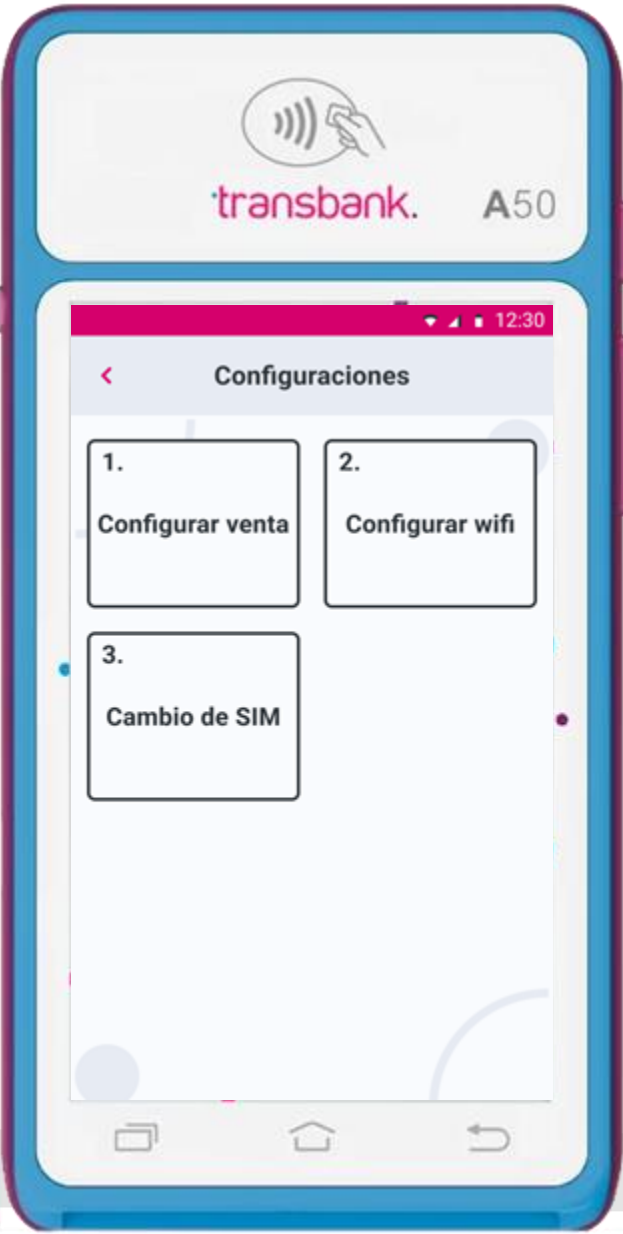 transbank.
A50
12:30
Configuraciones
1.
2.
Configurar venta
Configurar wifi
3.
Cambio de SIM